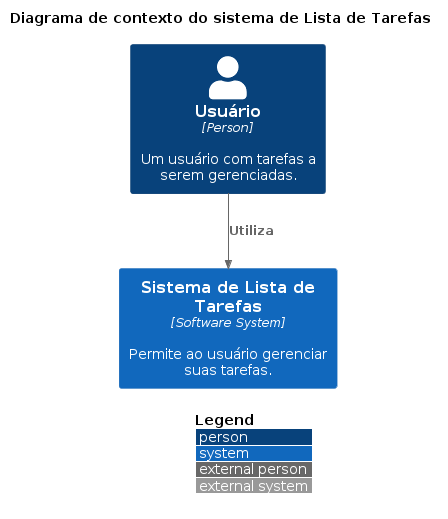 Diagrama de contexto do sistema de Lista de Tarefas
Usuário
[Person]
Um usuário com tarefas a
serem gerenciadas.
Utiliza
Sistema de Lista de
Tarefas
[Software System]
Permite ao usuário gerenciar
suas tarefas.
Legend
person
system
external person
external system